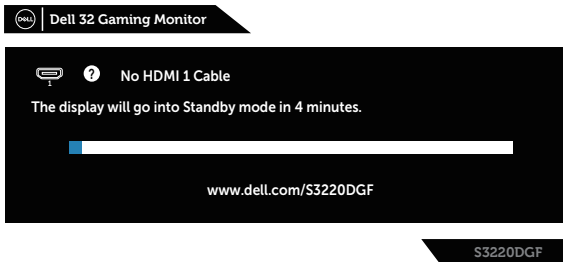 DELL Dell 32 Gaming Monitor
1 ? No HDMI 1 Cable
The display will go into Standby mode in 4 minutes.
www.dell.com/S3220DGF
S3220DGF